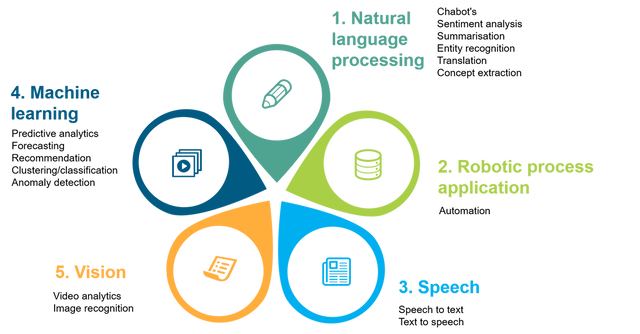 1. Natural
language
processing
Chabot's
Sentiment analysis
Summarisation
Entity recognition
Translation
Concept extraction
2. Robotic process
application
Automation
3. Speech
Speech to text
Text to speech
4. Machine
learning
Predictive analytics
Forecasting
Recommendation
Clustering/classification
Anomaly detection
5. Vision
Video analytics
Image recognition